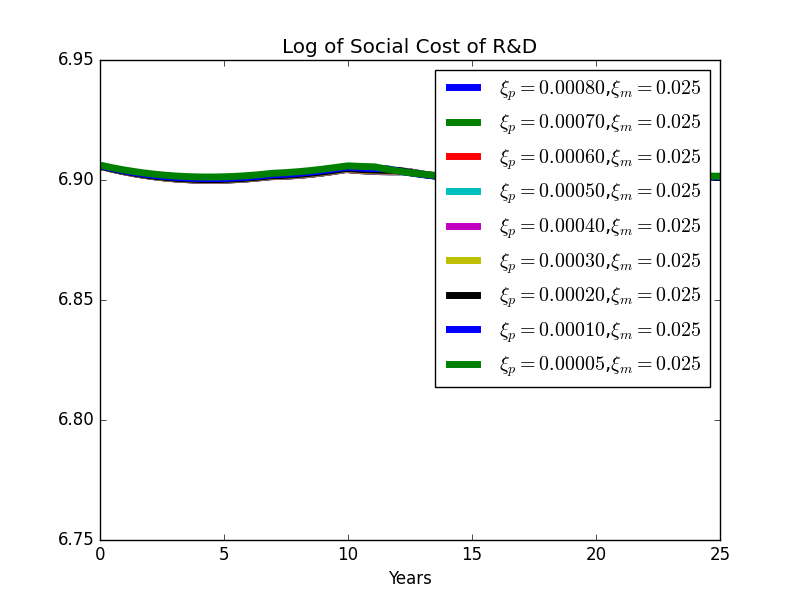 Log of Social Cost of R&D
6.95
6.90
6.85
6.80
6.75
ξₚ = 0.00080,ξₘ = 0.025
ξₚ = 0.00070,ξₘ = 0.025
ξₚ = 0.00060,ξₘ = 0.025
ξₚ = 0.00050,ξₘ = 0.025
ξₚ = 0.00040,ξₘ = 0.025
ξₚ = 0.00030,ξₘ = 0.025
ξₚ = 0.00020,ξₘ = 0.025
ξₚ = 0.00010,ξₘ = 0.025
ξₚ = 0.00005,ξₘ = 0.025
0 5 10 15 20 25
Years